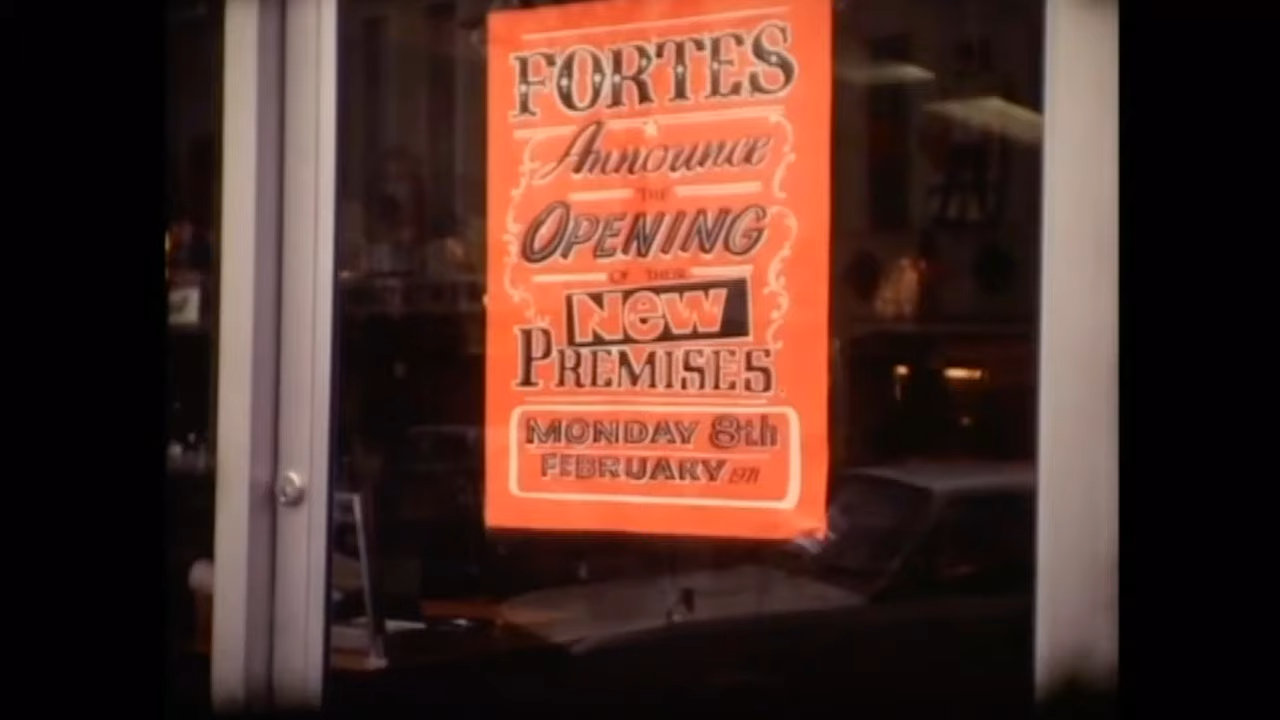 FORTES
Announce
THE
OPENING
OF THEIR
New
PREMISES.
MONDAY 8th
FEBRUARY 1971